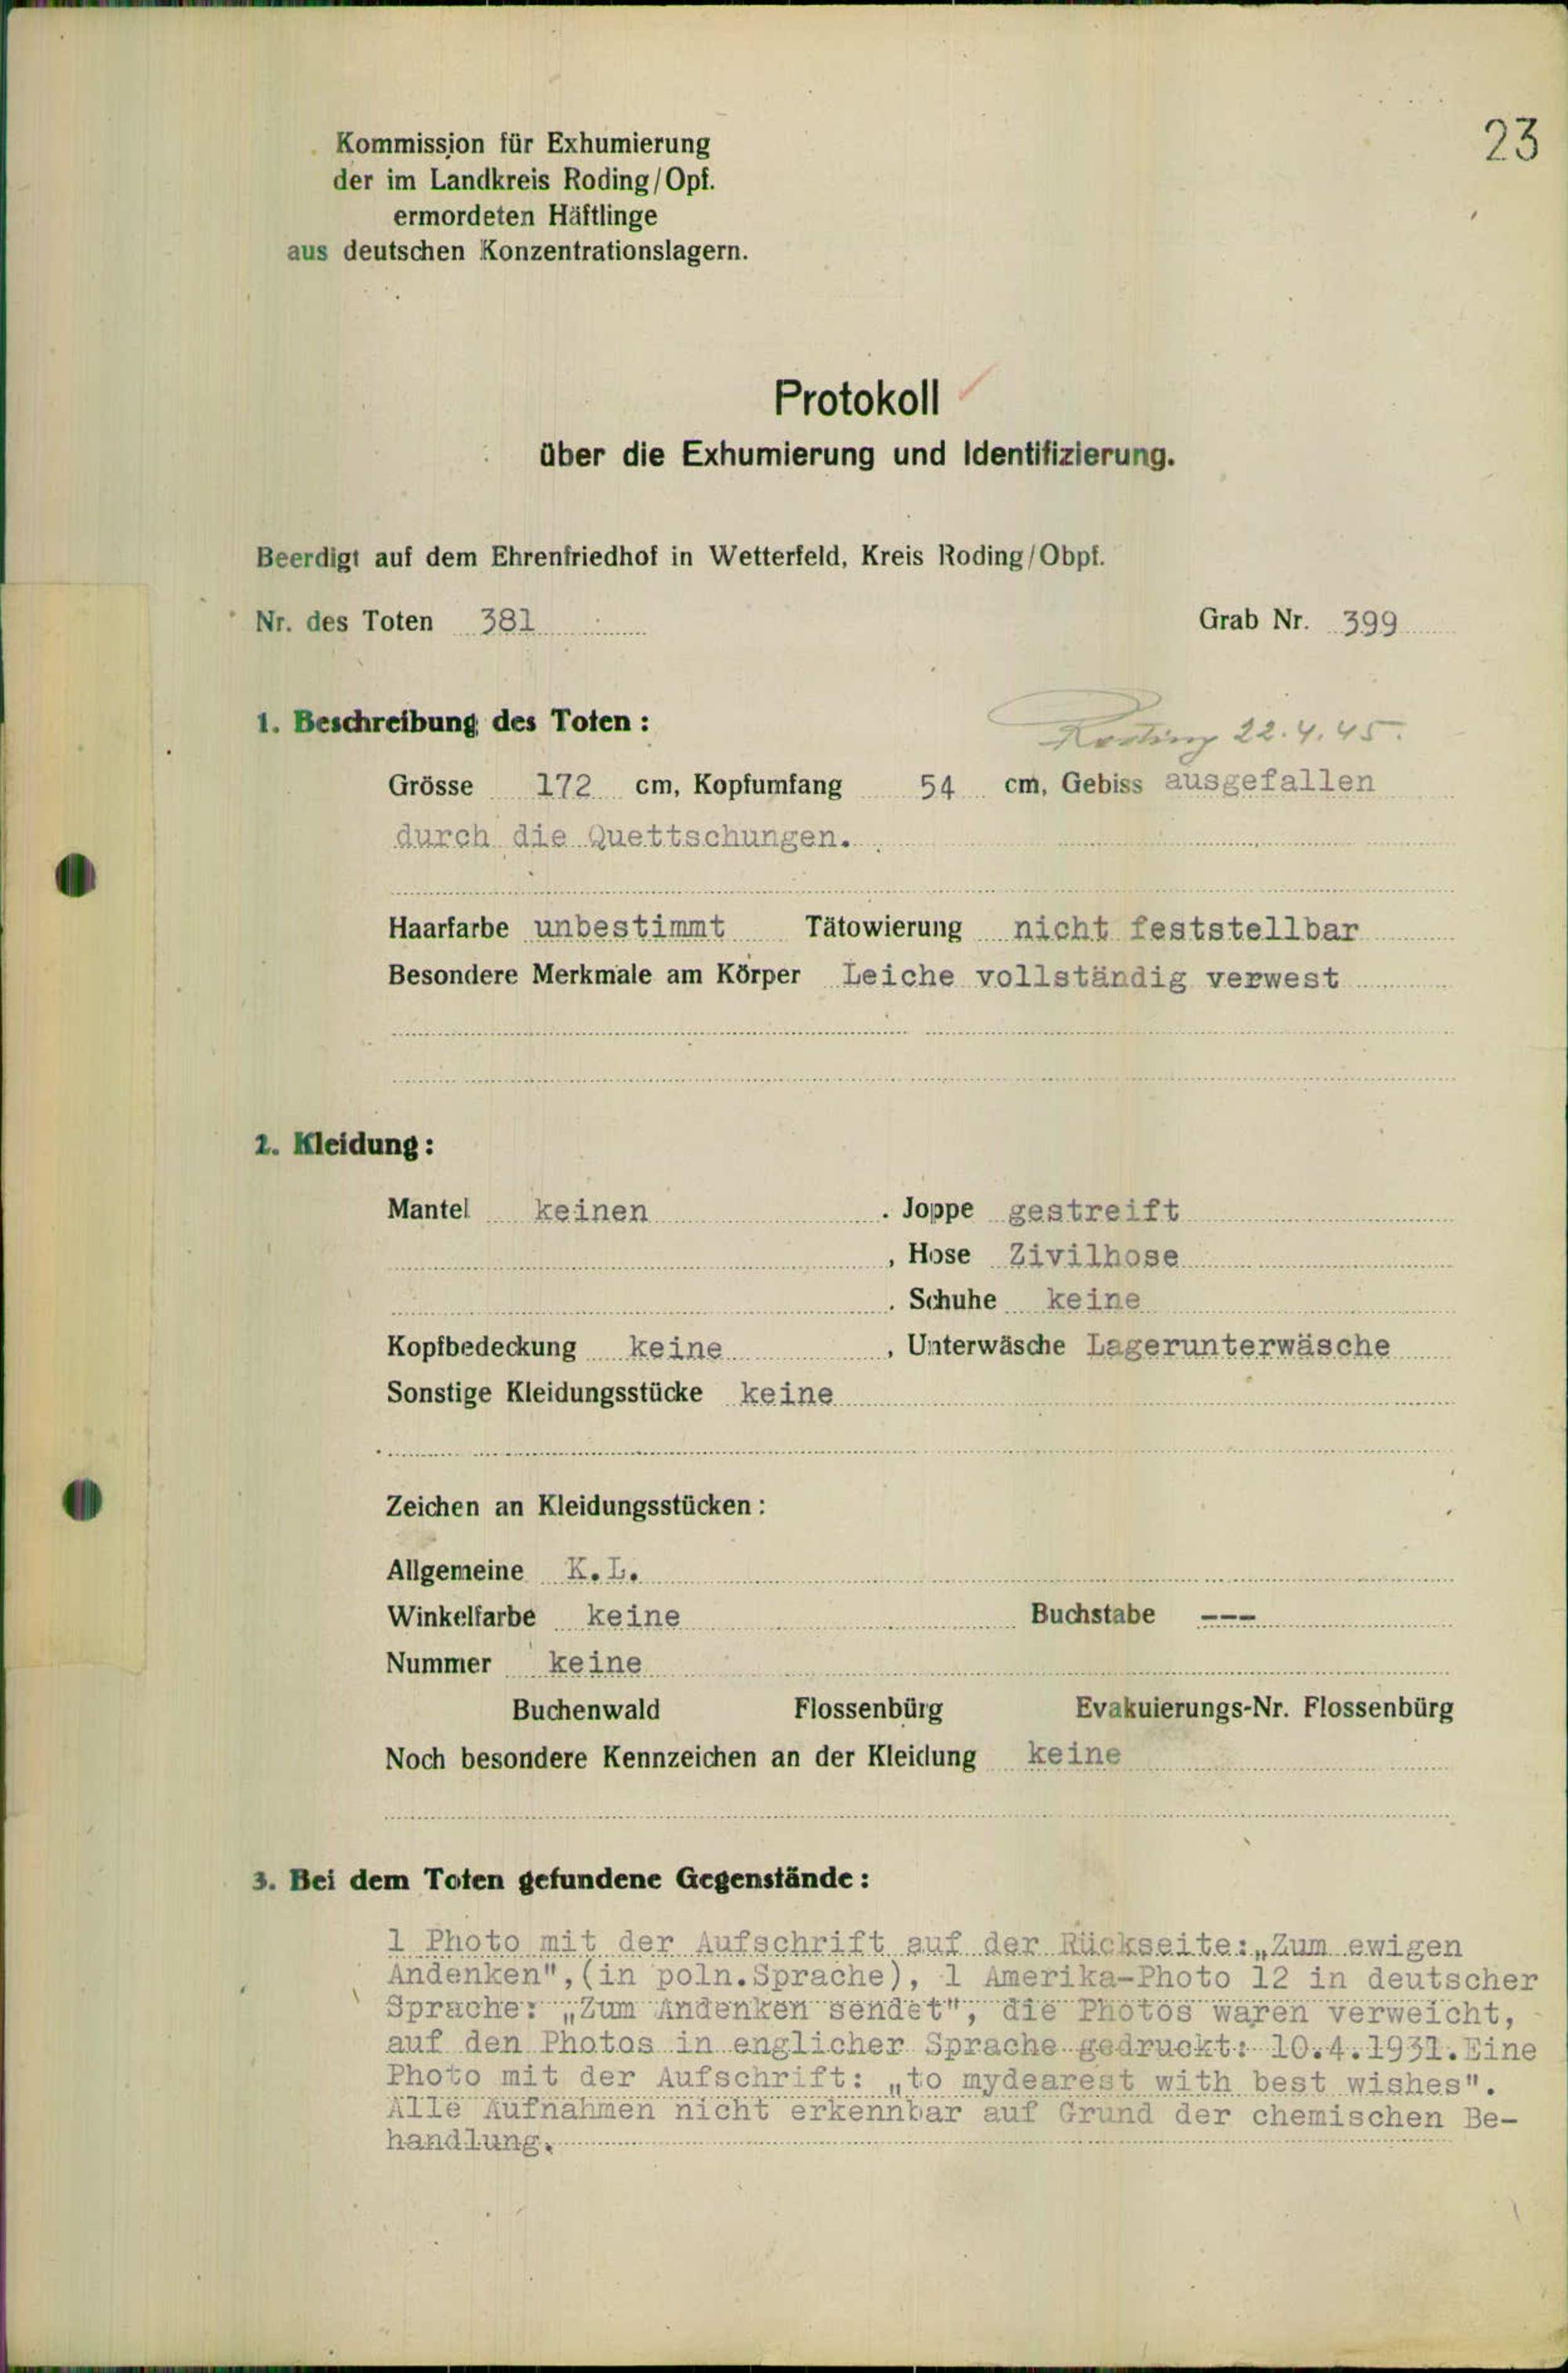 23
Kommission für Exhumierung
der im Landkreis Roding/Opf.
ermordeten Häftlinge
aus deutschen Konzentrationslagern.
Protokoll
über die Exhumierung und Identifizierung.
Beerdigt auf dem Ehrenfriedhof in Wetterfeld, Kreis Roding/Obpf.
Nr. des Toten 381 Grab Nr. 399
1. Beschreibung des Toten :
Roding 22.4.45.
Grösse 172 cm, Kopfumfang 54 cm, Gebiss ausgefallen
durch die Quettschungen.
Haarfarbe unbestimmt Tätowierung nicht feststellbar
Besondere Merkmale am Körper Leiche vollständig verwest
2. Kleidung :
Mantel keinen . Joppe gestreift
, Hose Zivilhose
. Schuhe keine
Kopfbedeckung keine , Unterwäsche Lagerunterwäsche
Sonstige Kleidungsstücke keine
Zeichen an Kleidungsstücken :
Allgemeine K.L.
Winkelfarbe keine Buchstabe ---
Nummer keine
Buchenwald Flossenbürg Evakuierungs-Nr. Flossenbürg
Noch besondere Kennzeichen an der Kleidung keine
3. Bei dem Toten gefundene Gegenstände :
1 Photo mit der Aufschrift auf der Rückseite:„Zum ewigen
Andenken",(in poln.Sprache), 1 Amerika-Photo 12 in deutscher
Sprache: „Zum Andenken sendet", die Photos waren verweicht,
auf den Photos in englicher Sprache gedruckt: 10.4.1931.Eine
Photo mit der Aufschrift: „to mydearest with best wishes".
Alle Aufnahmen nicht erkennbar auf Grund der chemischen Be-
handlung.